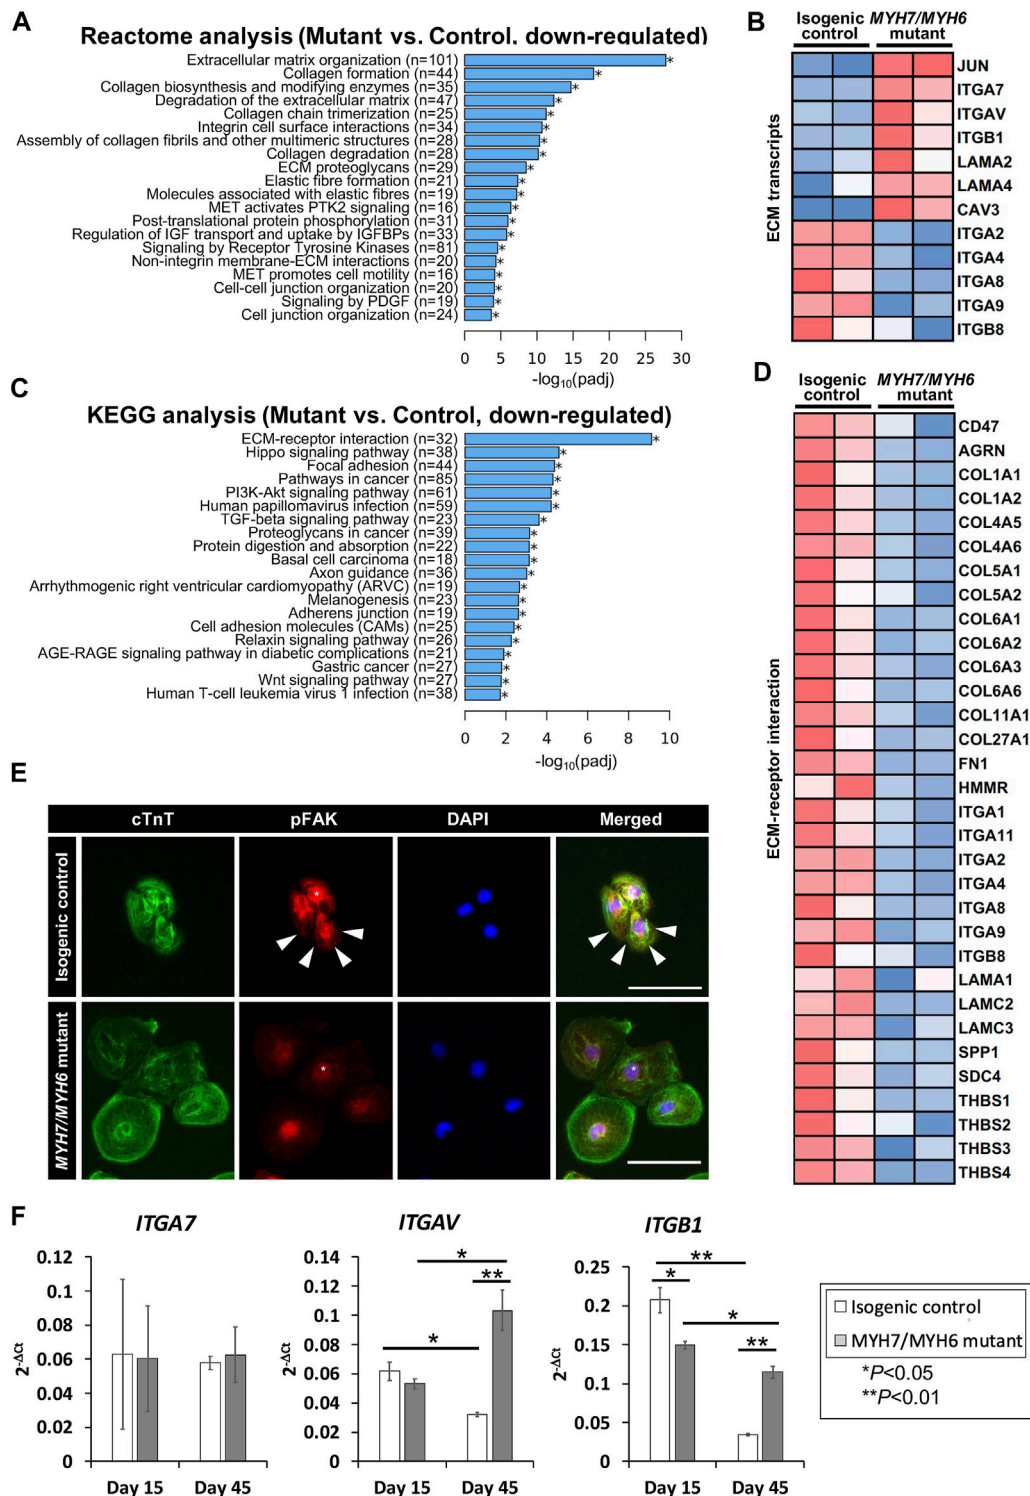 A
Reactome analysis (Mutant vs. Control, down-regulated)
Extracellular matrix organization (n=101)
*
Collagen formation (n=44)
*
Collagen biosynthesis and modifying enzymes (n=35)
*
Degradation of the extracellular matrix (n=47)
*
Collagen chain trimerization (n=25)
*
Integrin cell surface interactions (n=34)
*
Assembly of collagen fibrils and other multimeric structures (n=28)
*
Collagen degradation (n=28)
*
ECM proteoglycans (n=29)
*
Elastic fibre formation (n=21)
*
Molecules associated with elastic fibres (n=19)
*
MET activates PTK2 signaling (n=16)
*
Post-translational protein phosphorylation (n=31)
*
Regulation of IGF transport and uptake by IGFBPs (n=33)
*
Signaling by Receptor Tyrosine Kinases (n=81)
*
Non-integrin membrane-ECM interactions (n=20)
*
MET promotes cell motility (n=16)
*
Cell-cell junction organization (n=20)
*
Signaling by PDGF (n=19)
*
Cell junction organization (n=24)
*
0 5 10 15 20 25 30
-log10(padj)
B
Isogenic control
MYH7/MYH6 mutant
ECM transcripts
JUN
ITGA7
ITGAV
ITGB1
LAMA2
LAMA4
CAV3
ITGA2
ITGA4
ITGA8
ITGA9
ITGB8
C
KEGG analysis (Mutant vs. Control, down-regulated)
ECM-receptor interaction (n=32)
*
Hippo signaling pathway (n=38)
*
Focal adhesion (n=44)
*
Pathways in cancer (n=85)
*
PI3K-Akt signaling pathway (n=61)
*
Human papillomavirus infection (n=59)
*
TGF-beta signaling pathway (n=23)
*
Proteoglycans in cancer (n=39)
*
Protein digestion and absorption (n=22)
*
Basal cell carcinoma (n=18)
*
Axon guidance (n=36)
*
Arrhythmogenic right ventricular cardiomyopathy (ARVC) (n=19)
*
Melanogenesis (n=23)
*
Adherens junction (n=19)
*
Cell adhesion molecules (CAMs) (n=25)
*
Relaxin signaling pathway (n=26)
*
AGE-RAGE signaling pathway in diabetic complications (n=21)
*
Gastric cancer (n=27)
*
Wnt signaling pathway (n=27)
*
Human T-cell leukemia virus 1 infection (n=38)
*
0 2 4 6 8 10
-log10(padj)
D
Isogenic control
MYH7/MYH6 mutant
ECM-receptor interaction
CD47
AGRN
COL1A1
COL1A2
COL4A5
COL4A6
COL5A1
COL5A2
COL6A1
COL6A2
COL6A3
COL6A6
COL11A1
COL27A1
FN1
HMMR
ITGA1
ITGA11
ITGA2
ITGA4
ITGA8
ITGA9
ITGB8
LAMA1
LAMC2
LAMC3
SPP1
SDC4
THBS1
THBS2
THBS3
THBS4
E
cTnT pFAK DAPI Merged
Isogenic control
*
MYH7/MYH6 mutant
* *
F
ITGA7
2-ΔCt
0.12
0.1
0.08
0.06
0.04
0.02
0
Day 15 Day 45
ITGAV
2-ΔCt
0.14
0.12
0.1
0.08
0.06
0.04
0.02
0
*
**
*
Day 15 Day 45
ITGB1
2-ΔCt
0.25
0.2
0.15
0.1
0.05
0
**
*
*
**
Day 15 Day 45
Isogenic control
MYH7/MYH6 mutant
*P<0.05
**P<0.01